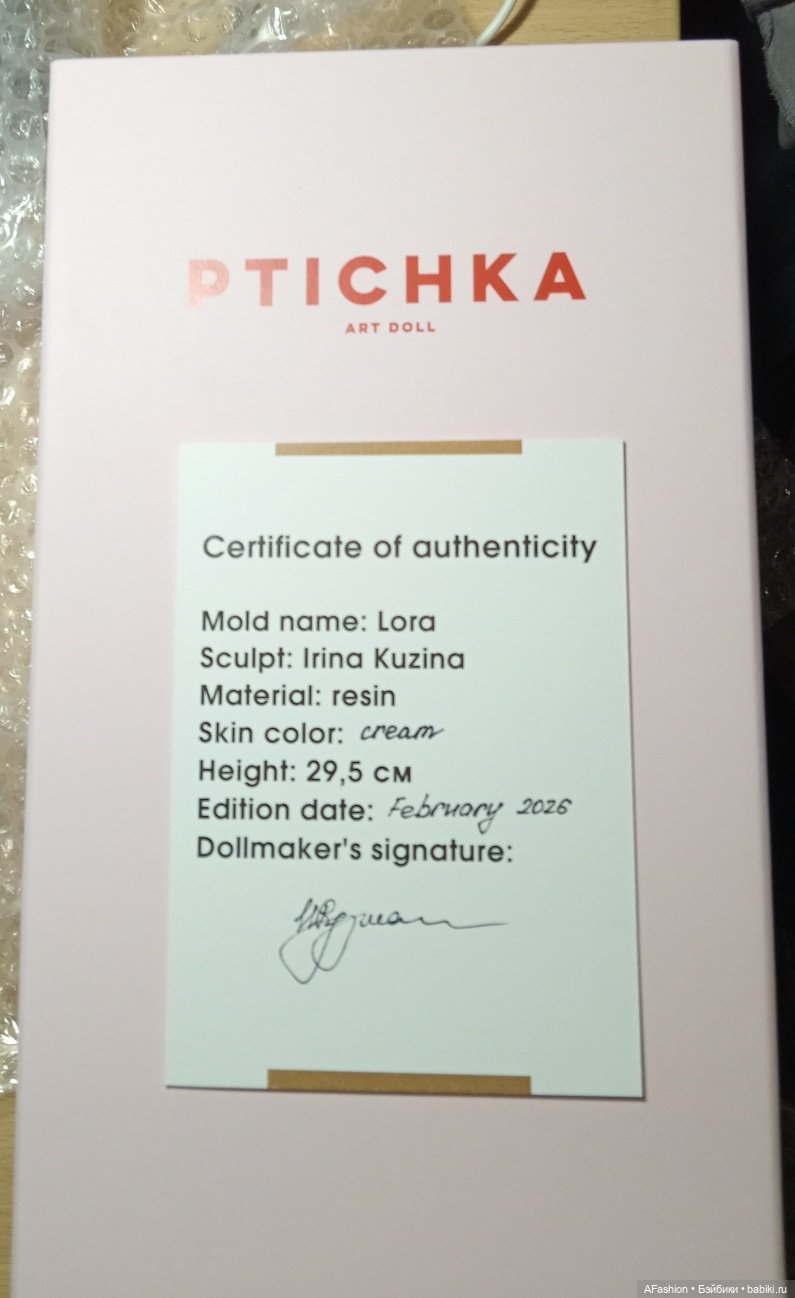 PTICHKA
ART DOLL
Certificate of authenticity
Mold name: Lora
Sculpt: Irina Kuzina
Material: resin
Skin color: cream
Height: 29,5 см
Edition date: February 2026
Dollmaker's signature:
AFashion • Бэйбики • babiki.ru